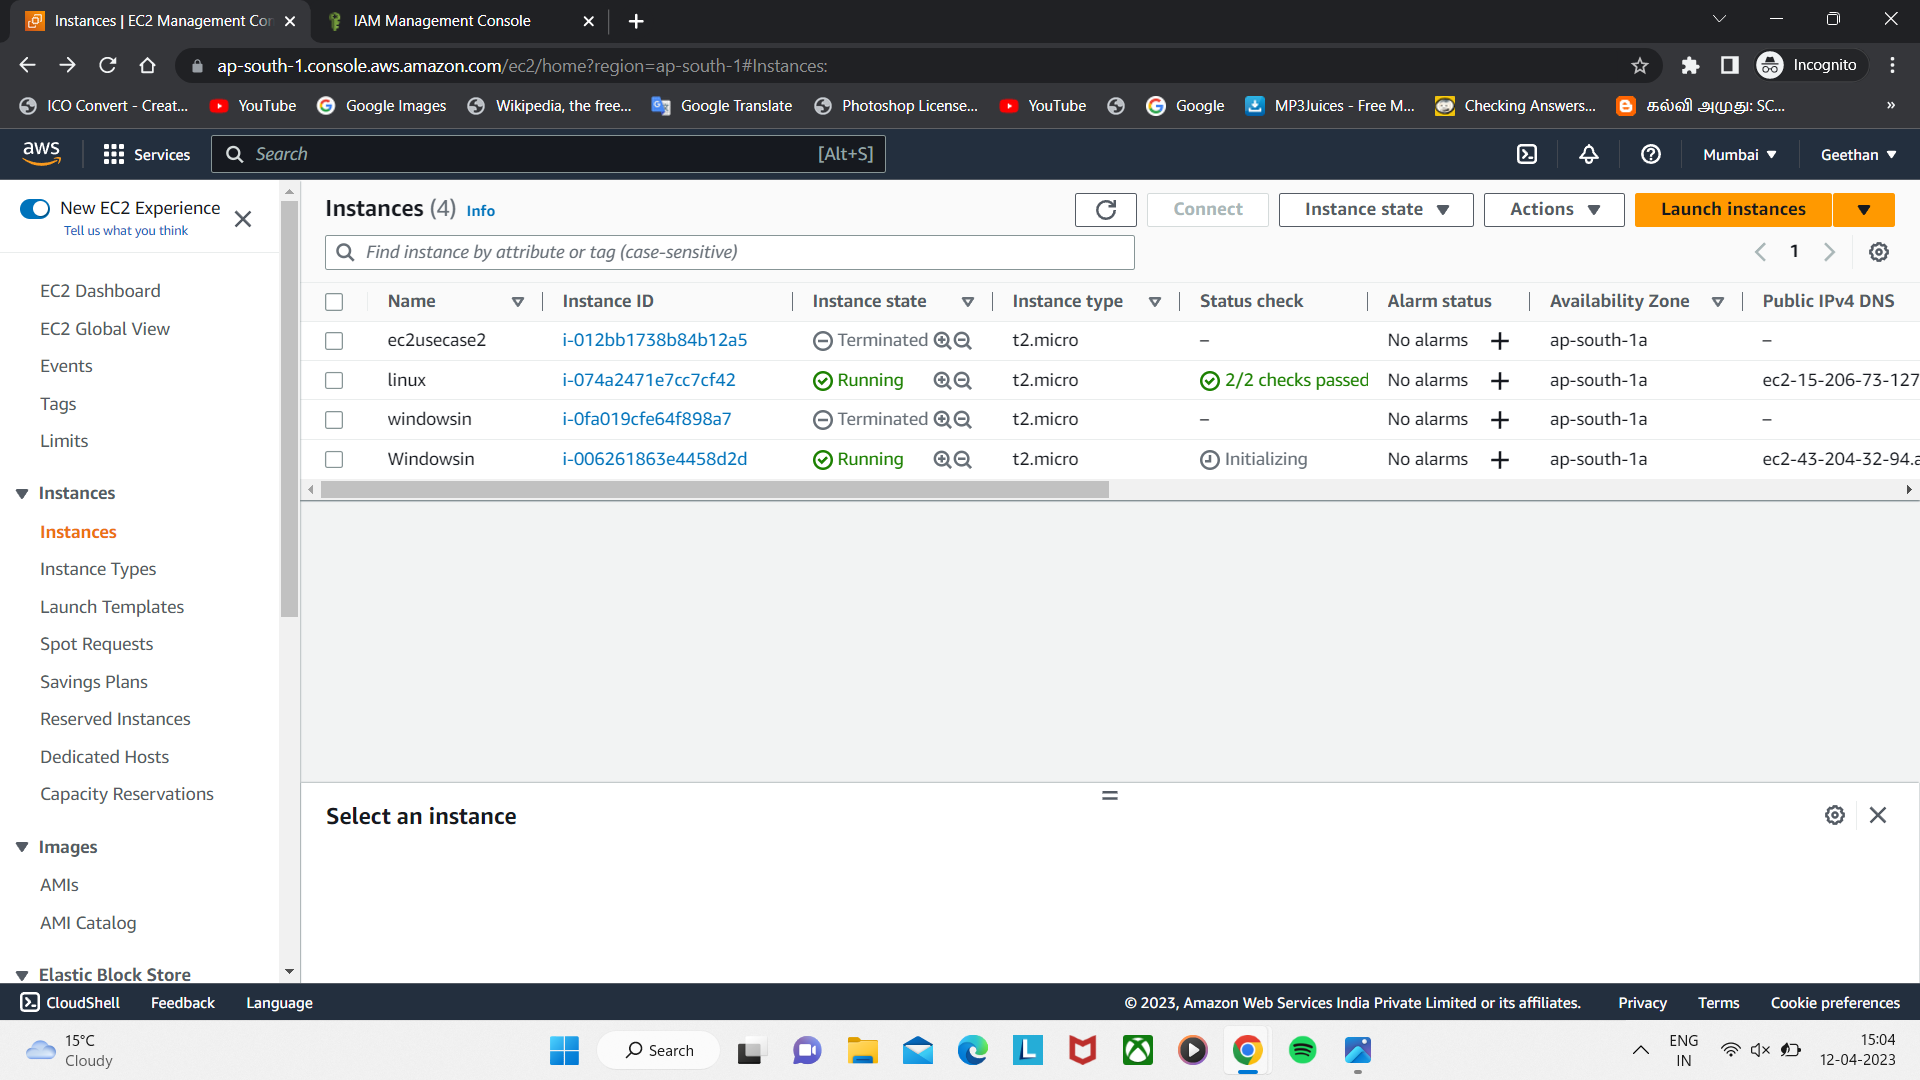 Instances | EC2 Management Con
IAM Management Console
ap-south-1.console.aws.amazon.com/ec2/home?region=ap-south-1#Instances:
Incognito
ICO Convert - Creat...
YouTube
Google Images
Wikipedia, the free...
Google Translate
Photoshop License...
YouTube
Google
MP3Juices - Free M...
Checking Answers...
கல்வி அமுது: SC...
»
aws
Services
Search
[Alt+S]
Mumbai
Geethan
New EC2 Experience
Tell us what you think
EC2 Dashboard
EC2 Global View
Events
Tags
Limits
Instances
Instances
Instance Types
Launch Templates
Spot Requests
Savings Plans
Reserved Instances
Dedicated Hosts
Capacity Reservations
Images
AMIs
AMI Catalog
Elastic Block Store
Instances (4) Info
Connect
Instance state
Actions
Launch instances
Find instance by attribute or tag (case-sensitive)
1
Name Instance ID Instance state Instance type Status check Alarm status Availability Zone Public IPv4 DNS
ec2usecase2 i-012bb1738b84b12a5 Terminated t2.micro – No alarms + ap-south-1a –
linux i-074a2471e7cc7cf42 Running t2.micro 2/2 checks passed No alarms + ap-south-1a ec2-15-206-73-127
windowsin i-0fa019cfe64f898a7 Terminated t2.micro – No alarms + ap-south-1a –
Windowsin i-006261863e4458d2d Running t2.micro Initializing No alarms + ap-south-1a ec2-43-204-32-94.a
Select an instance
CloudShell
Feedback
Language
© 2023, Amazon Web Services India Private Limited or its affiliates.
Privacy
Terms
Cookie preferences
15°C
Cloudy
Search
L
ENG
IN
15:04
12-04-2023